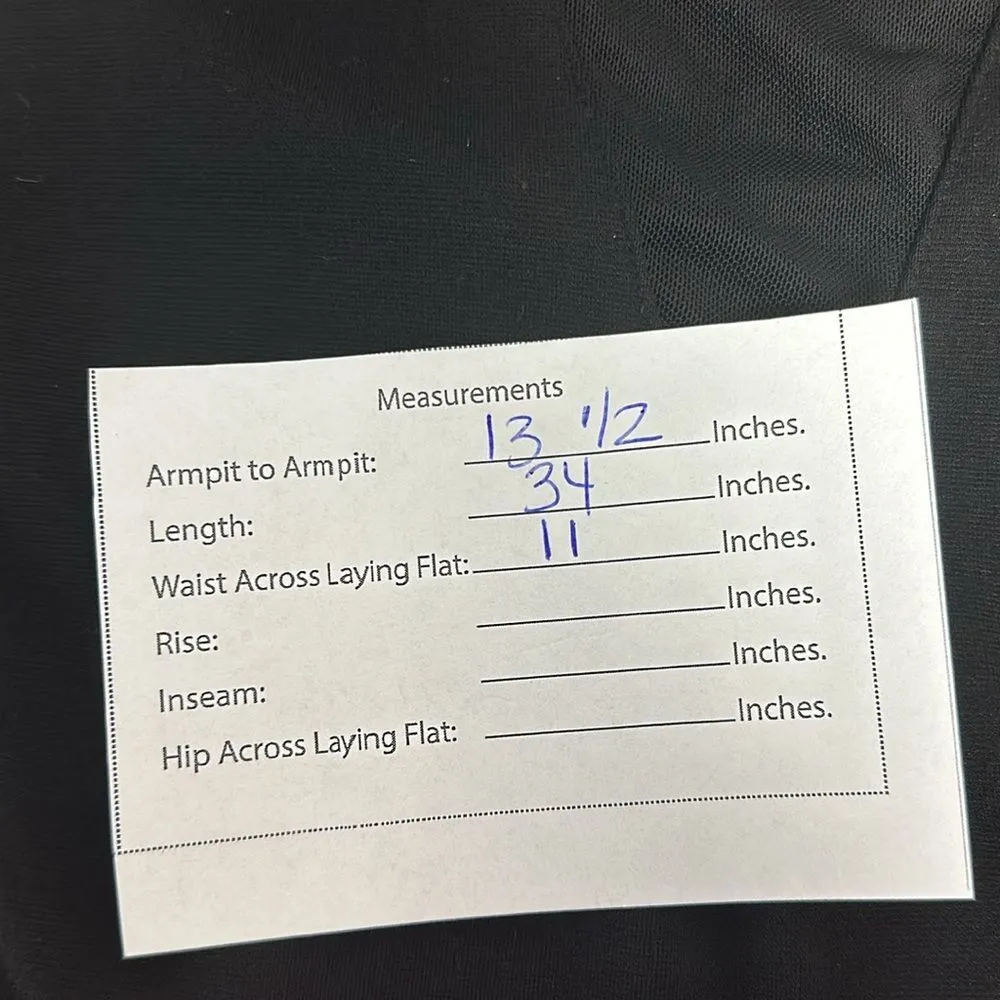 Measurements
Armpit to Armpit: 13 1/2 Inches.
Length: 34 Inches.
Waist Across Laying Flat: 11 Inches.
Rise: Inches.
Inseam: Inches.
Hip Across Laying Flat: Inches.